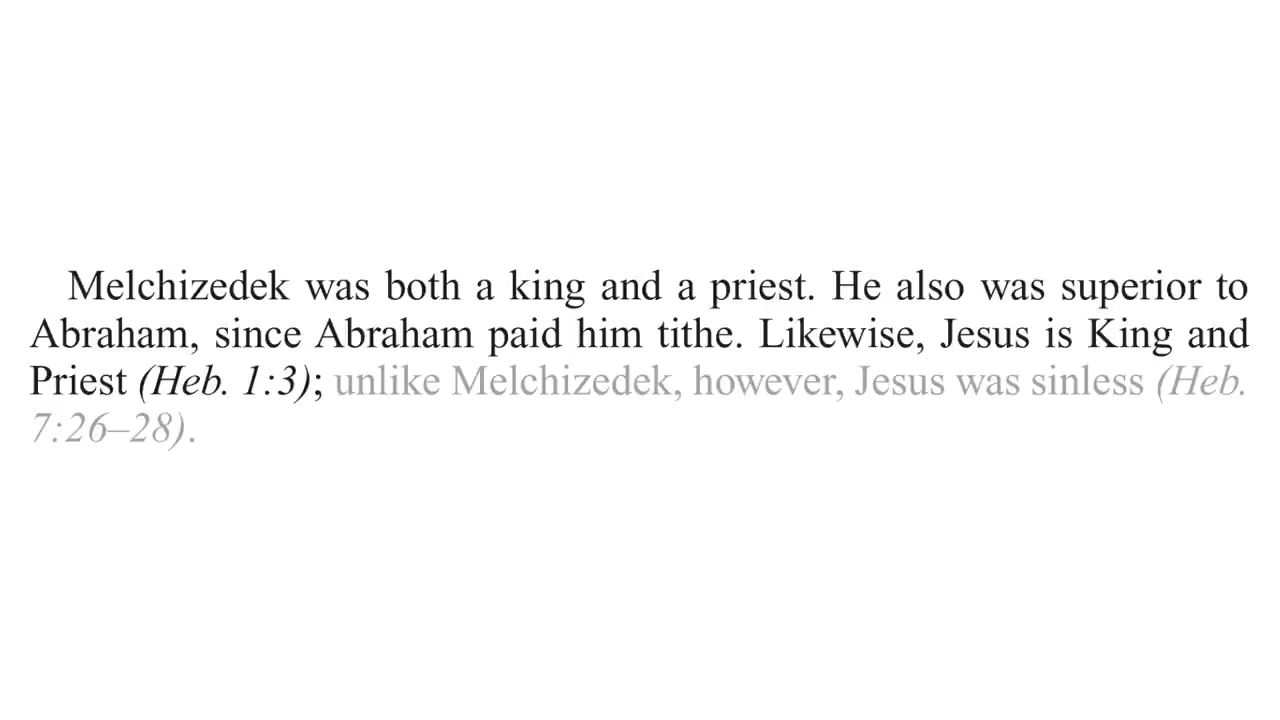 Melchizedek was both a king and a priest. He also was superior to
Abraham, since Abraham paid him tithe. Likewise, Jesus is King and
Priest (Heb. 1:3); unlike Melchizedek, however, Jesus was sinless (Heb.
7:26–28).